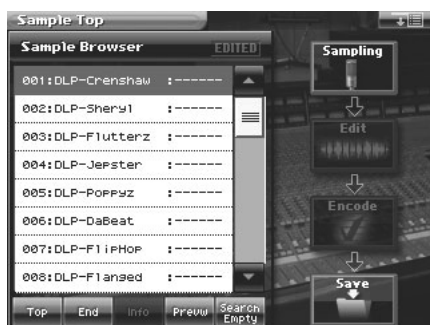 Sample Top
Sample Browser EDITED
001:DLP-Crenshaw :------
002:DLP-Sheryl :------
003:DLP-Flutterz :------
004:DLP-Jepster :------
005:DLP-Poppyz :------
006:DLP-DaBeat :------
007:DLP-FlipHop :------
008:DLP-Flanged :------
Top End Info Prevw Search Empty
Sampling
Edit
Encode
Save